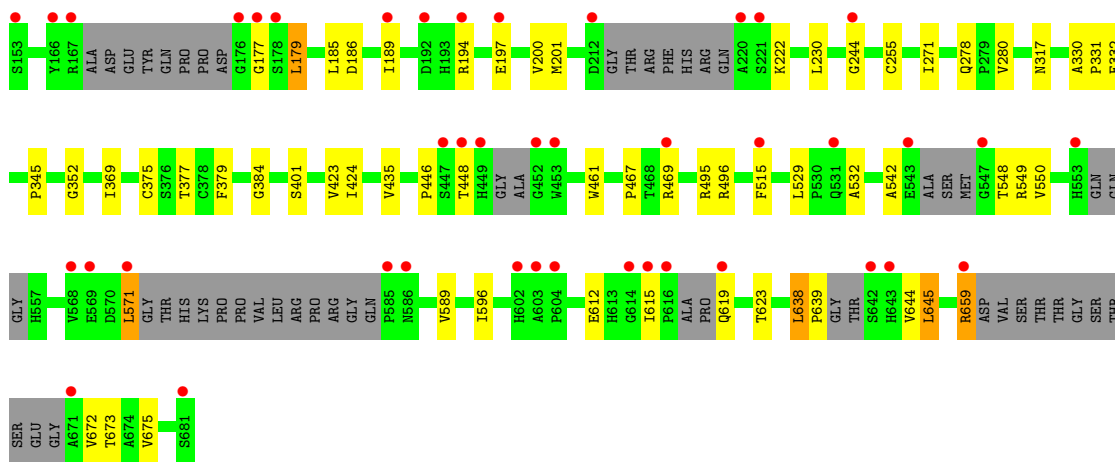 S153 Y166 R167 ALA ASP GLU TYR GLN PRO PRO ASP G176 G177 S178 L179 L185 D186 I189 D192 H193 R194 E197 V200 M201 D212 GLY THR ARG PHE HIS ARG GLN A220 S221 K222 L230 G244 C255 I271 Q278 P279 V280 N317 A330 P331 E332
P345 G352 I369 C375 S376 T377 C378 F379 G384 S401 V423 I424 V435 P446 S447 T448 H449 GLY ALA G452 W453 W461 P467 T468 R469 R495 R496 F515 L529 P530 Q531 A532 A542 E543 ALA SER MET G547 T548 R549 V550 H553 GLN GLN
GLY H557 V568 E569 D570 L571 GLY THR HIS LYS PRO PRO VAL LEU ARG PRO ARG GLY GLN P585 N586 V589 I596 H602 A603 P604 E612 H613 G614 I615 P616 ALA PRO Q619 T623 L638 P639 GLY THR S642 H643 V644 L645 R659 ASP VAL SER THR THR GLY SER THR
SER GLU GLY A671 V672 T673 A674 V675 S681